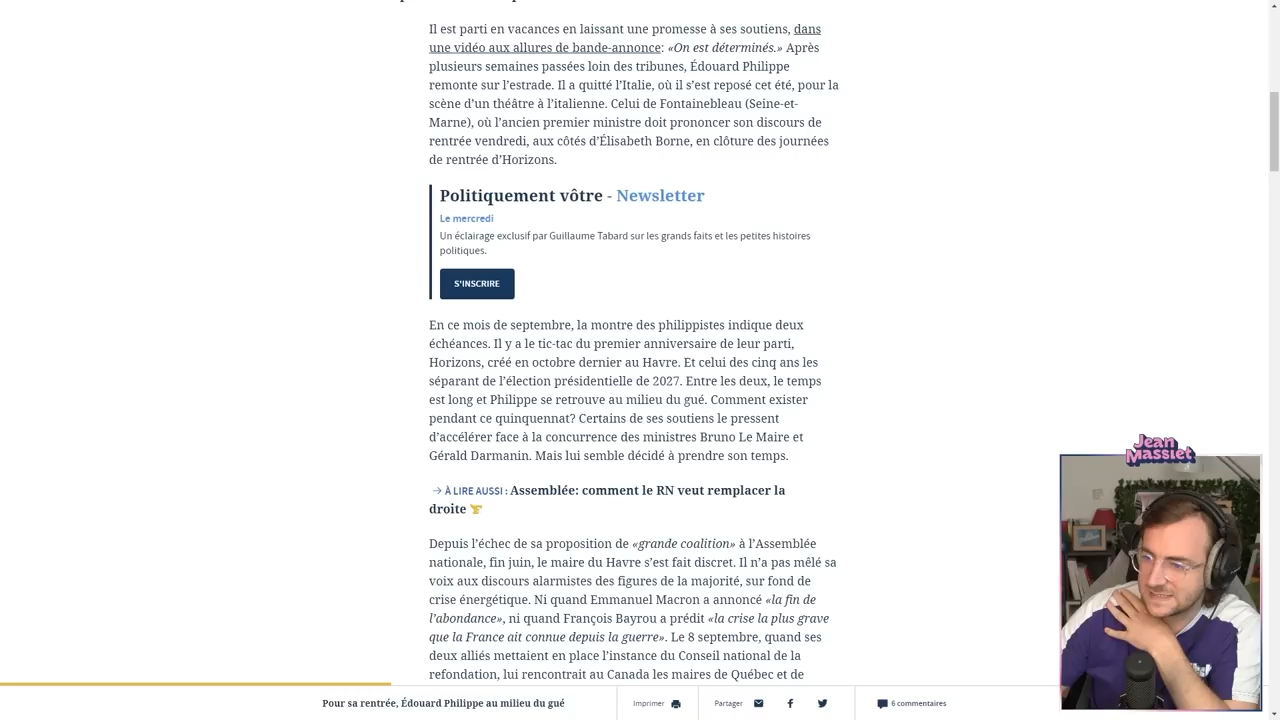 Il est parti en vacances en laissant une promesse à ses soutiens, dans
une vidéo aux allures de bande-annonce: «On est déterminés.» Après
plusieurs semaines passées loin des tribunes, Édouard Philippe
remonte sur l’estrade. Il a quitté l’Italie, où il s’est reposé cet été, pour la
scène d’un théâtre à l’italienne. Celui de Fontainebleau (Seine-et-
Marne), où l’ancien premier ministre doit prononcer son discours de
rentrée vendredi, aux côtés d’Élisabeth Borne, en clôture des journées
de rentrée d’Horizons.
Politiquement vôtre - Newsletter
Le mercredi
Un éclairage exclusif par Guillaume Tabard sur les grands faits et les petites histoires
politiques.
S'INSCRIRE
En ce mois de septembre, la montre des philippistes indique deux
échéances. Il y a le tic-tac du premier anniversaire de leur parti,
Horizons, créé en octobre dernier au Havre. Et celui des cinq ans les
séparant de l’élection présidentielle de 2027. Entre les deux, le temps
est long et Philippe se retrouve au milieu du gué. Comment exister
pendant ce quinquennat? Certains de ses soutiens le pressent
d’accélérer face à la concurrence des ministres Bruno Le Maire et
Gérald Darmanin. Mais lui semble décidé à prendre son temps.
→ À LIRE AUSSI : Assemblée: comment le RN veut remplacer la
droite
Depuis l’échec de sa proposition de «grande coalition» à l’Assemblée
nationale, fin juin, le maire du Havre s’est fait discret. Il n’a pas mêlé sa
voix aux discours alarmistes des figures de la majorité, sur fond de
crise énergétique. Ni quand Emmanuel Macron a annoncé «la fin de
l’abondance», ni quand François Bayrou a prédit «la crise la plus grave
que la France ait connue depuis la guerre». Le 8 septembre, quand ses
deux alliés mettaient en place l’instance du Conseil national de la
refondation, lui rencontrait au Canada les maires de Québec et de
Jean
Massiet
Pour sa rentrée, Édouard Philippe au milieu du gué
Imprimer
Partager
6 commentaires